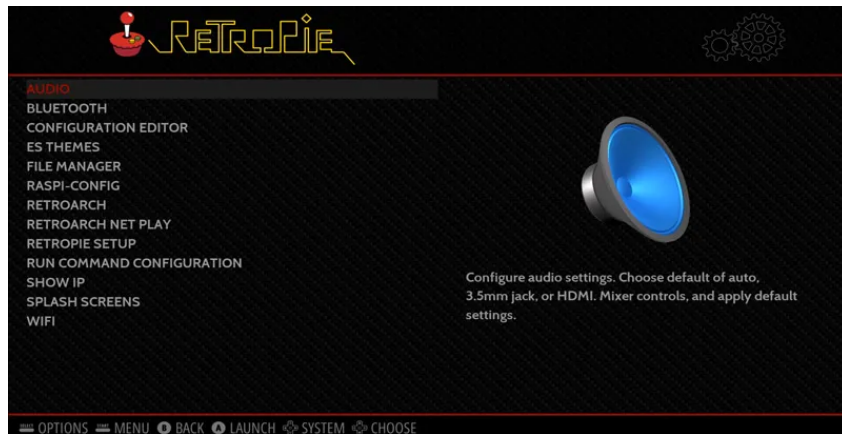 RETROPIE
AUDIO
BLUETOOTH
CONFIGURATION EDITOR
ES THEMES
FILE MANAGER
RASPI-CONFIG
RETROARCH
RETROARCH NET PLAY
RETROPIE SETUP
RUN COMMAND CONFIGURATION
SHOW IP
SPLASH SCREENS
WIFI
Configure audio settings. Choose default of auto,
3.5mm jack, or HDMI. Mixer controls, and apply default
settings.
SELECT OPTIONS START MENU B BACK A LAUNCH SYSTEM CHOOSE